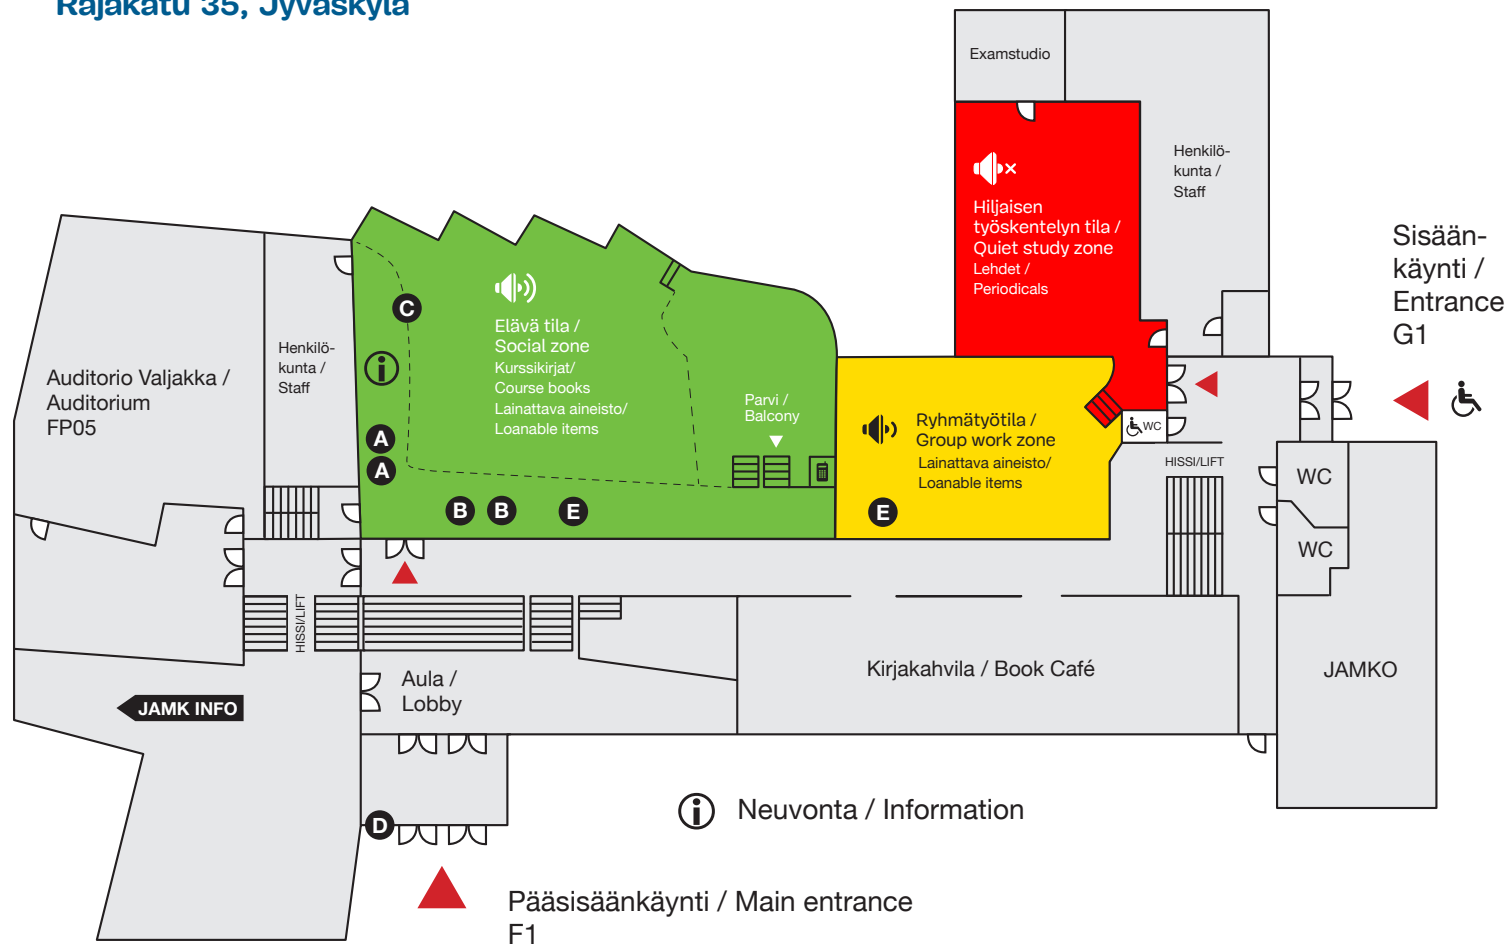 Rajakatu 35, Jyväskylä
Examstudio
Henkilö-
kunta /
Staff
Hiljaisen
työskentelyn tila /
Quiet study zone
Lehdet /
Periodicals
Sisään-
käynti /
Entrance
G1
C
Elävä tila /
Social zone
Kurssikirjat/
Course books
Lainattava aineisto/
Loanable items
Henkilö-
kunta /
Staff
Auditorio Valjakka /
Auditorium
FP05
Parvi /
Balcony
Ryhmätyötila /
Group work zone
Lainattava aineisto/
Loanable items
WC
A
A
B
B
E
E
HISSI/LIFT
WC
WC
HISSI/LIFT
Aula /
Lobby
Kirjakahvila / Book Café
JAMKO
JAMK INFO
D
Neuvonta / Information
Pääsisäänkäynti / Main entrance
F1